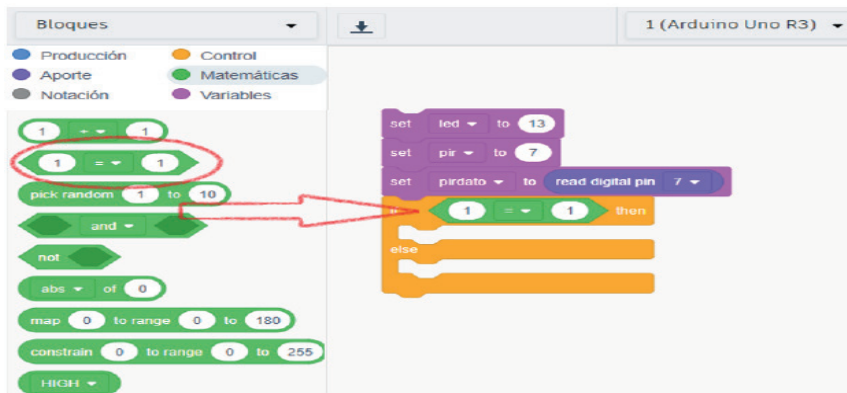 Bloques
1 (Arduino Uno R3)
Producción Control
Aporte Matemáticas
Notación Variables
1 1
1 = 1
pick random 1 to 10
and
not
abs of 0
map 0 to range 0 to 180
constrain 0 to range 0 to 255
HIGH
set led to 13
set pir to 7
set pirdato to read digital pin 7
1 = 1 then
else